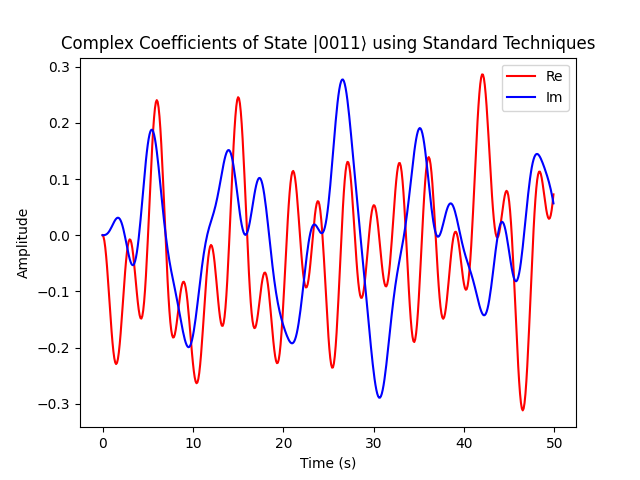 Complex Coefficients of State |0011⟩ using Standard Techniques
Re
Im
0.3
0.2
0.1
0.0
−0.1
−0.2
−0.3
Amplitude
0 10 20 30 40 50
Time (s)